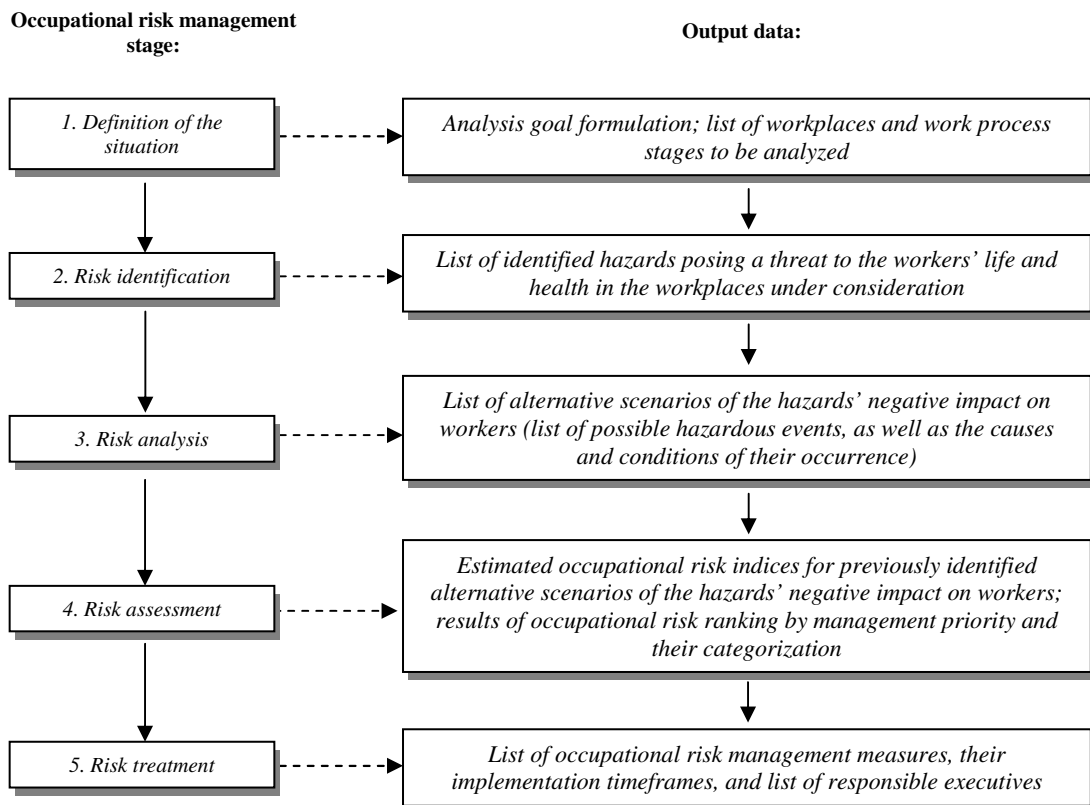 Occupational risk management
stage:
Output data:
1. Definition of the
situation
Analysis goal formulation; list of workplaces and work process
stages to be analyzed
2. Risk identification
List of identified hazards posing a threat to the workers’ life and
health in the workplaces under consideration
3. Risk analysis
List of alternative scenarios of the hazards’ negative impact on
workers (list of possible hazardous events, as well as the causes
and conditions of their occurrence)
4. Risk assessment
Estimated occupational risk indices for previously identified
alternative scenarios of the hazards’ negative impact on workers;
results of occupational risk ranking by management priority and
their categorization
5. Risk treatment
List of occupational risk management measures, their
implementation timeframes, and list of responsible executives